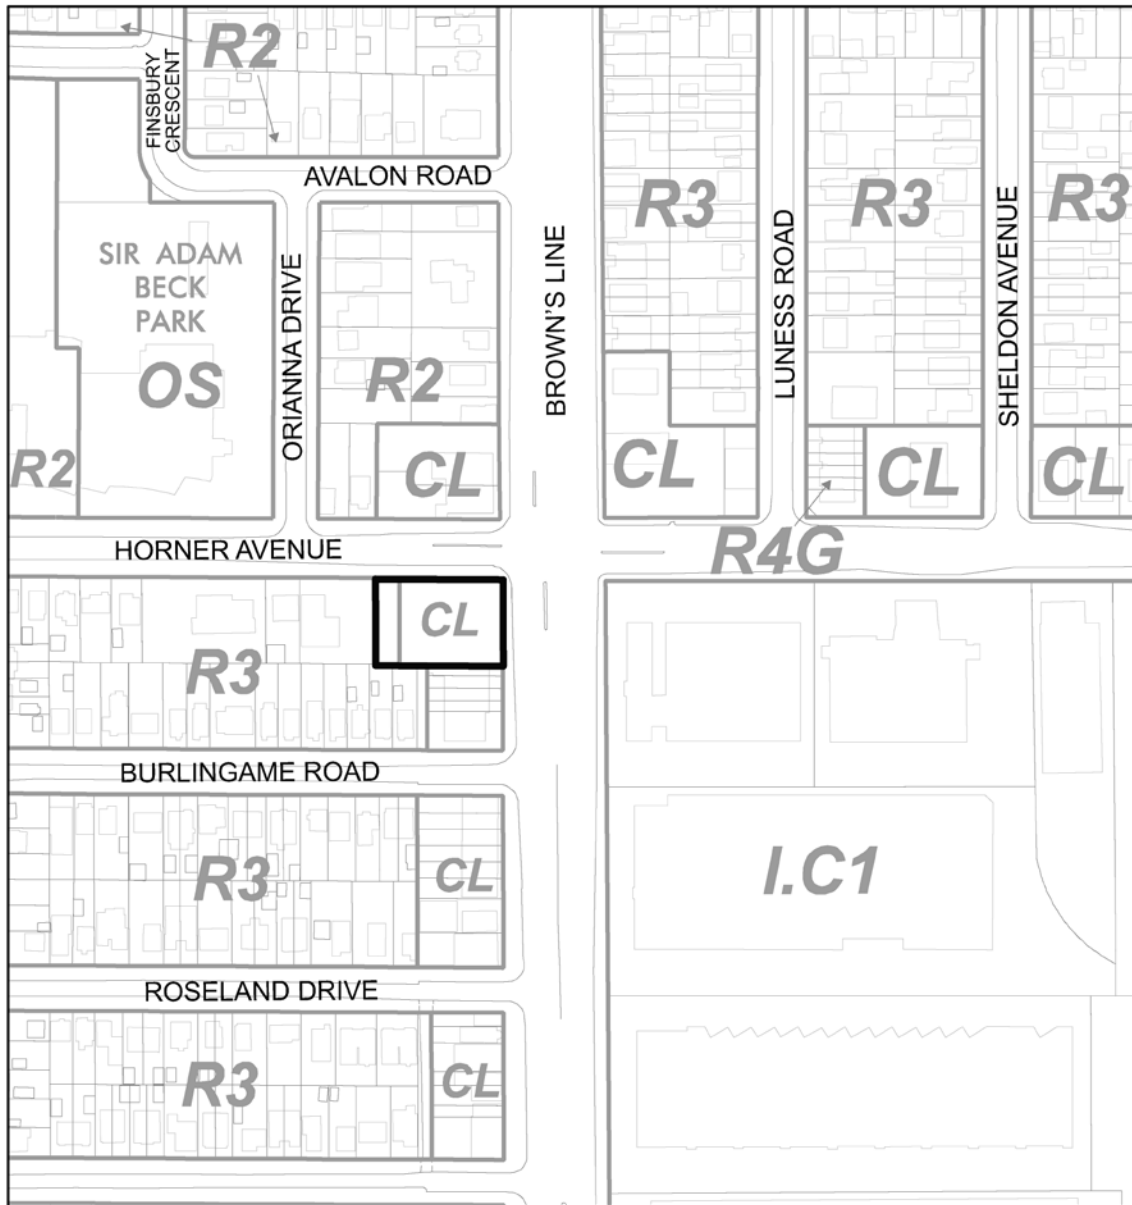 R2
FINSBURY
CRESCENT
AVALON ROAD
R3
R3
R3
SIR ADAM
BECK
PARK
OS
ORIANNA DRIVE
BROWN'S LINE
LUNESS ROAD
SHELDON AVENUE
R2
R2
CL
CL
CL
CL
HORNER AVENUE
R4G
CL
R3
BURLINGAME ROAD
R3
CL
I.C1
ROSELAND DRIVE
R3
CL